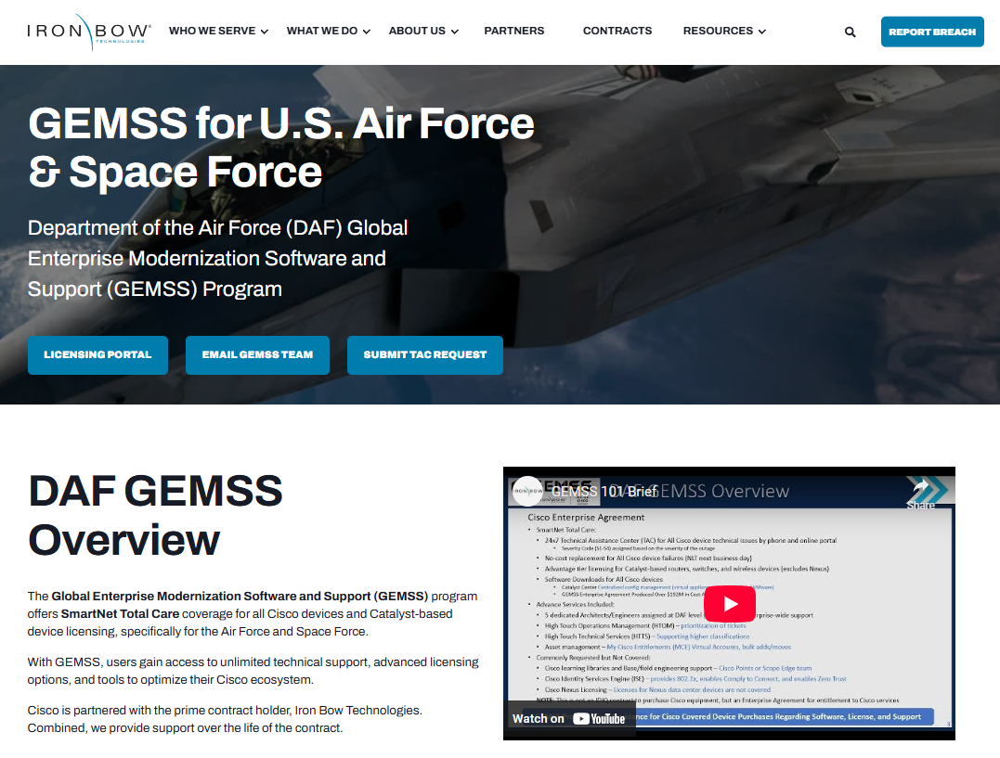 IRON BOW®
TECHNOLOGIES
WHO WE SERVE
WHAT WE DO
ABOUT US
PARTNERS
CONTRACTS
RESOURCES
REPORT BREACH
GEMSS for U.S. Air Force
& Space Force
Department of the Air Force (DAF) Global
Enterprise Modernization Software and
Support (GEMSS) Program
LICENSING PORTAL
EMAIL GEMSS TEAM
SUBMIT TAC REQUEST
DAF GEMSS
Overview
The Global Enterprise Modernization Software and Support (GEMSS) program
offers SmartNet Total Care coverage for all Cisco devices and Catalyst-based
device licensing, specifically for the Air Force and Space Force.
With GEMSS, users gain access to unlimited technical support, advanced licensing
options, and tools to optimize their Cisco ecosystem.
Cisco is partnered with the prime contract holder, Iron Bow Technologies.
Combined, we provide support over the life of the contract.
GEMSS 101 Brief
GEMSS Overview
Share
Cisco Enterprise Agreement
• SmartNet Total Care:
• 24x7 Technical Assistance Center (TAC) for All Cisco device technical issues by phone and online portal
• Severity Code (S1-S4) assigned based on the severity of the outage
• No-cost replacement for All Cisco device failures (NLT next business day)
• Advantage tier licensing for Catalyst-based routers, switches, and wireless devices (excludes Nexus)
• Software Downloads for All Cisco devices
• Catalyst Center Centralized config management (virtual VMware)
• GEMSS Enterprise Agreement Produced Over $192M in Cost
• Advance Services Included:
• 5 dedicated Architects/Engineers assigned at DAF level -wide support
• High Touch Operations Management (HTOM) – prioritization of tickets
• High Touch Technical Services (HTTS) – Supporting higher classifications
• Asset management – My Cisco Entitlements (MCE) Virtual Accounts, bulk adds/moves
• Commonly Requested but Not Covered:
• Cisco learning libraries and Base/field engineering support – Cisco Points or Scope Edge team
• Cisco Identity Services Engine (ISE) – provides 802.1x, enables Comply to Connect, and enables Zero Trust
• Cisco Nexus Licensing – Licenses for Nexus data center devices are not covered
NOTE: This is not an IDIQ contract to purchase Cisco equipment, but an Enterprise Agreement for entitlement to Cisco services
for Cisco Covered Device Purchases Regarding Software, License, and Support
3
Watch on YouTube